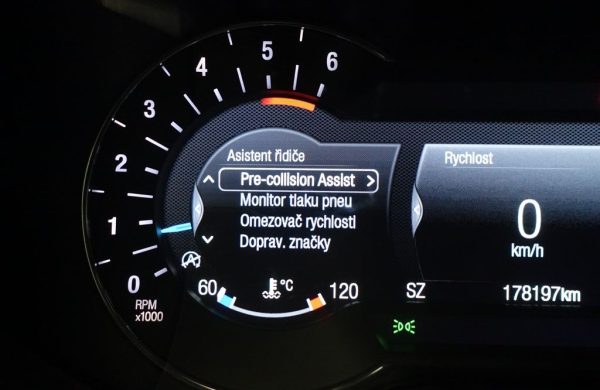 6
5
4
3
2
1
0
RPM
x1000
Asistent řidiče
Pre-collision Assist
Monitor tlaku pneu
Omezovač rychlosti
Doprav. značky
60 °C 120
Rychlost
0
km/h
SZ 178197km
A